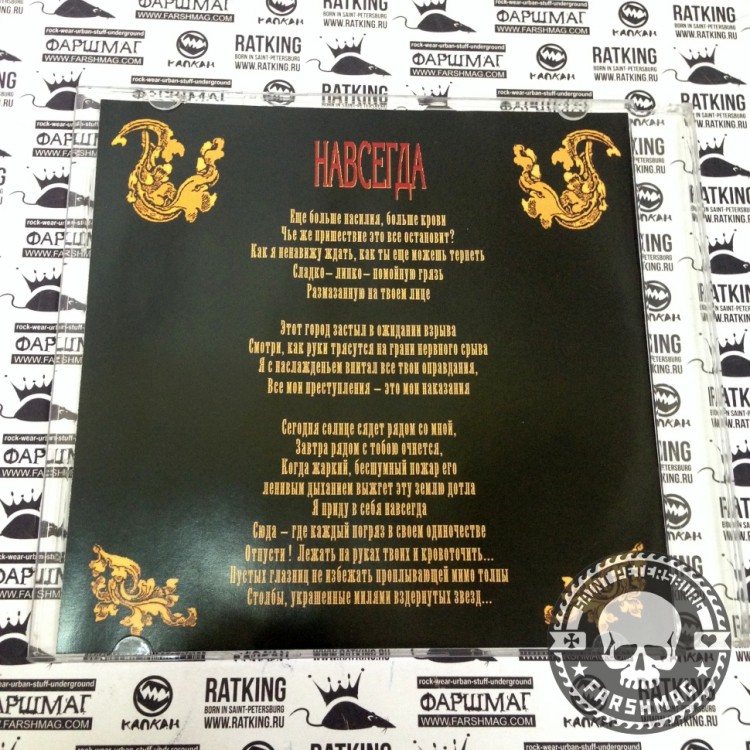 НАВСЕГДА
Еще больше насилия, больше крови
Чье же пришествие это все остановит?
Как я ненавижу ждать, как ты еще можешь терпеть
Сладко – липко – помойную грязь
Размазанную на твоем лице
Этот город застыл в ожидании взрыва
Смотри, как руки трясутся на грани нервного срыва
Я с наслажденьем впитал все твои оправдания,
Все мои преступления – это мои наказания
Сегодня солнце сядет рядом со мной,
Завтра рядом с тобою очнется,
Когда жаркий, бесшумный пожар его
ленивым дыханием выжгет эту землю дотла
Я приду в себя навсегда
Сюда – где каждый погряз в своем одиночестве
Отпусти ! Лежать на руках твоих и кровоточить...
Пустых глазниц не избежать проплывающей мимо толпы
Столбы, украшенные милями вздернутых звезд...
rock-wear-urban-stuff-underground
ФАРШМАГ
WWW.FARSHMAG.COM
КАПКАН
RATKING
BORN IN SAINT-PETERSBURG
WWW.RATKING.RU
SAINT PETERSBURG
FARSHMAG